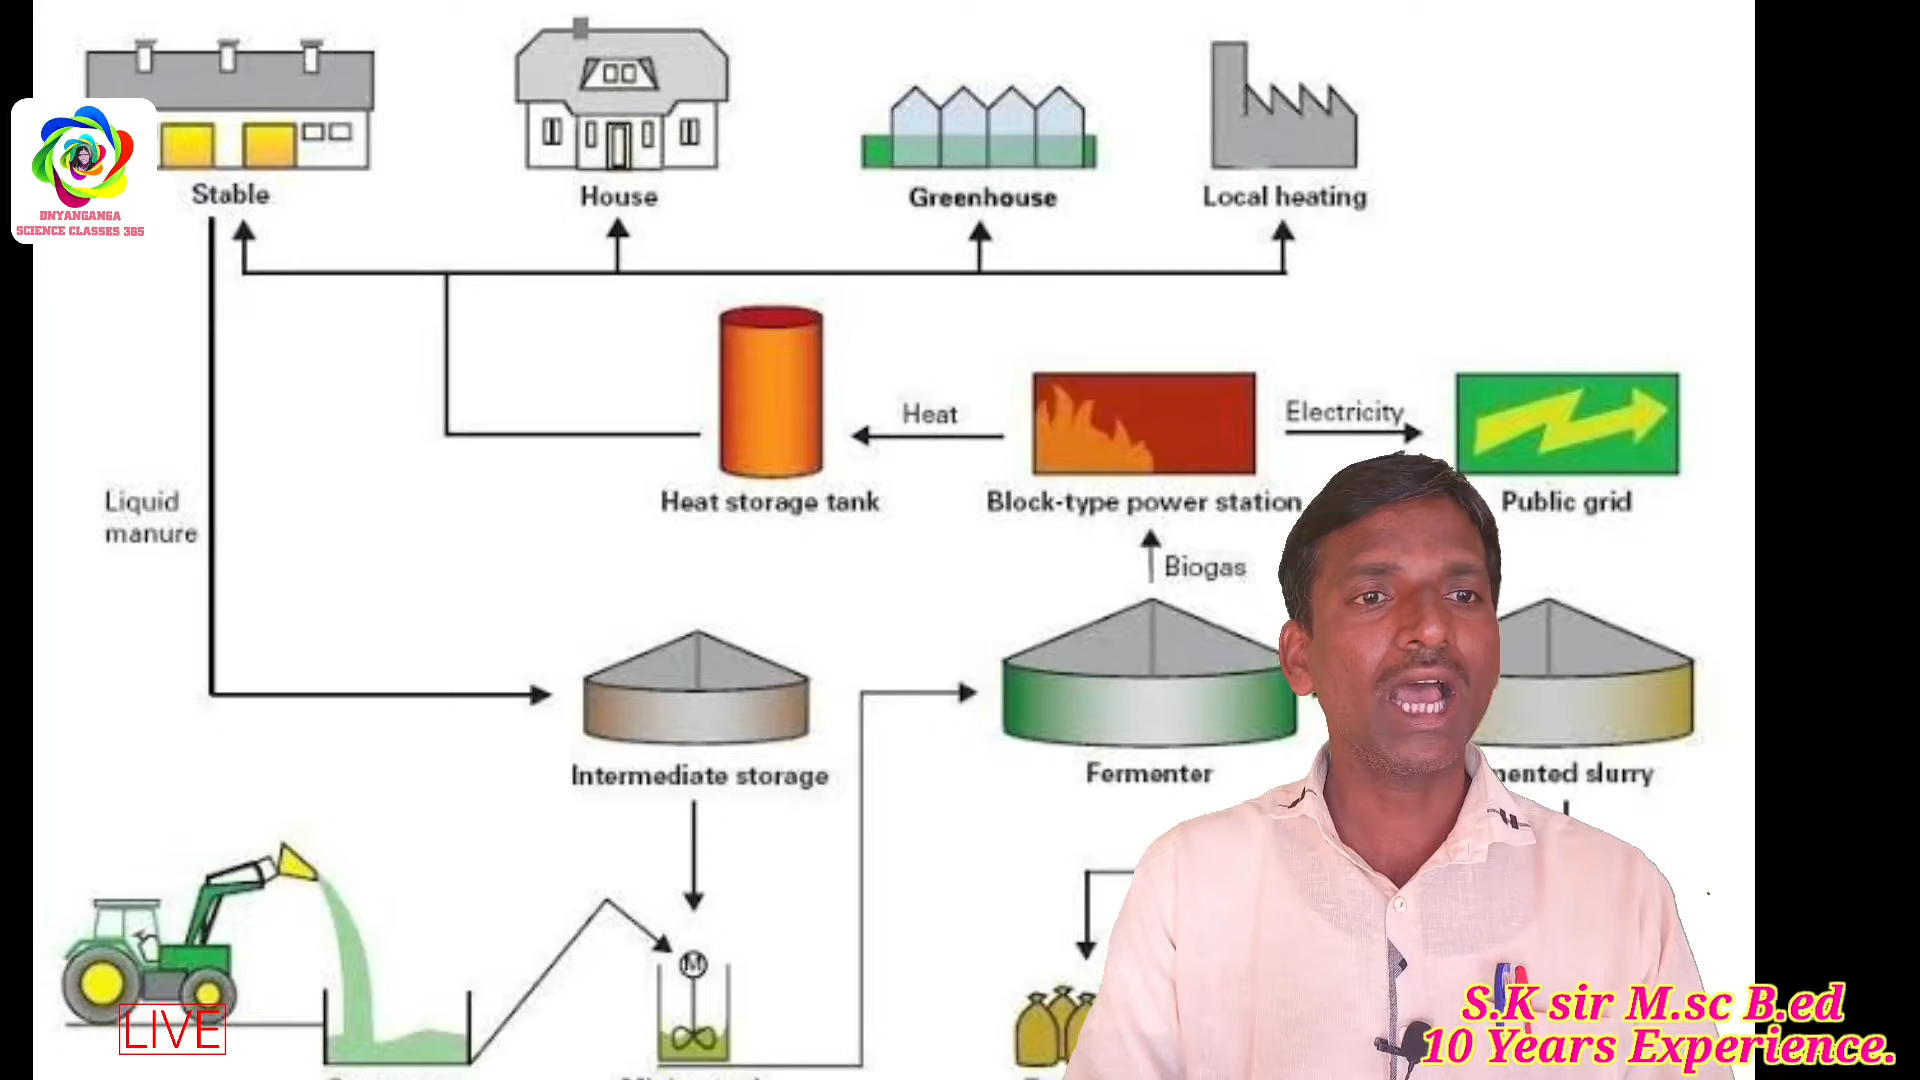 Stable
House
Greenhouse
Local heating
DNYANGANGA
SCIENCE CLASSES 365
Heat
Electricity
Liquid
manure
Heat storage tank
Block-type power station
Public grid
Biogas
Intermediate storage
Fermenter
mented slurry
M
LIVE
S.K sir M.sc B.ed
10 Years Experience.